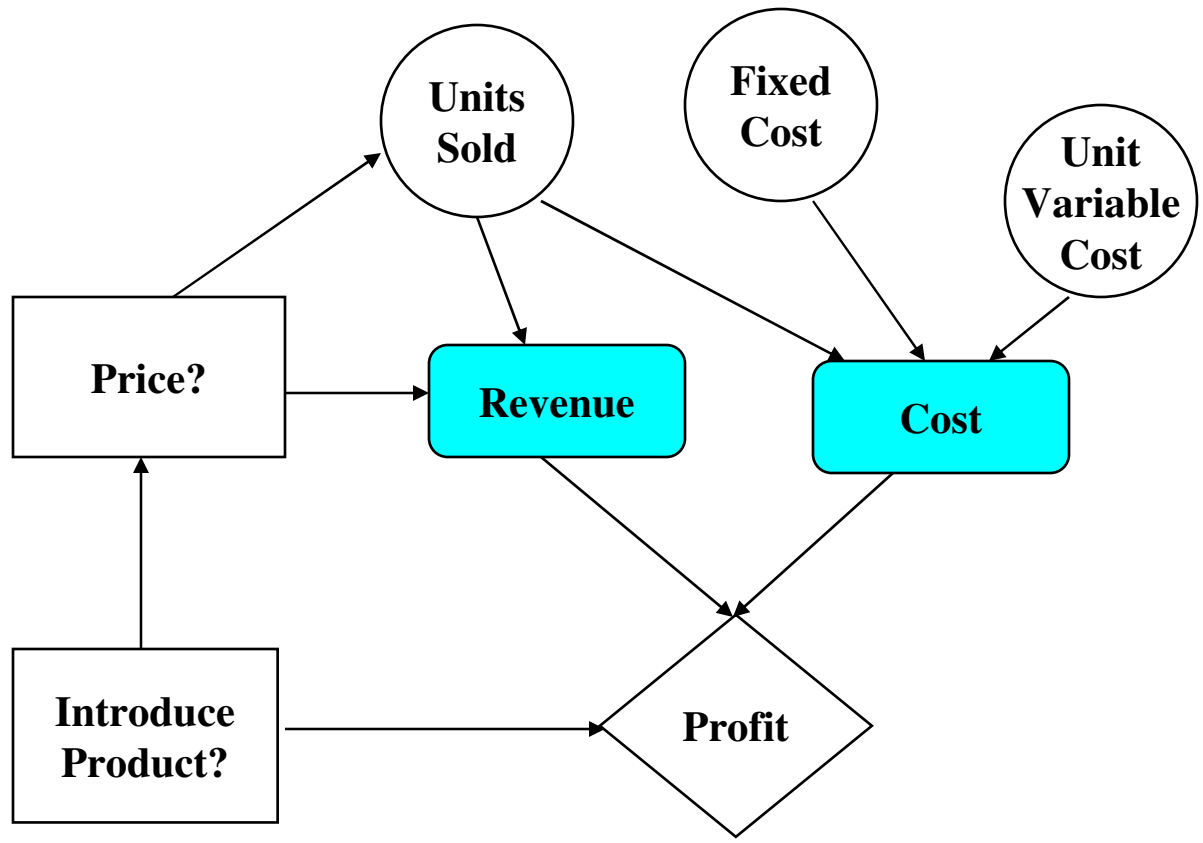 Units
Sold
Fixed
Cost
Unit
Variable
Cost
Price?
Revenue
Cost
Introduce
Product?
Profit